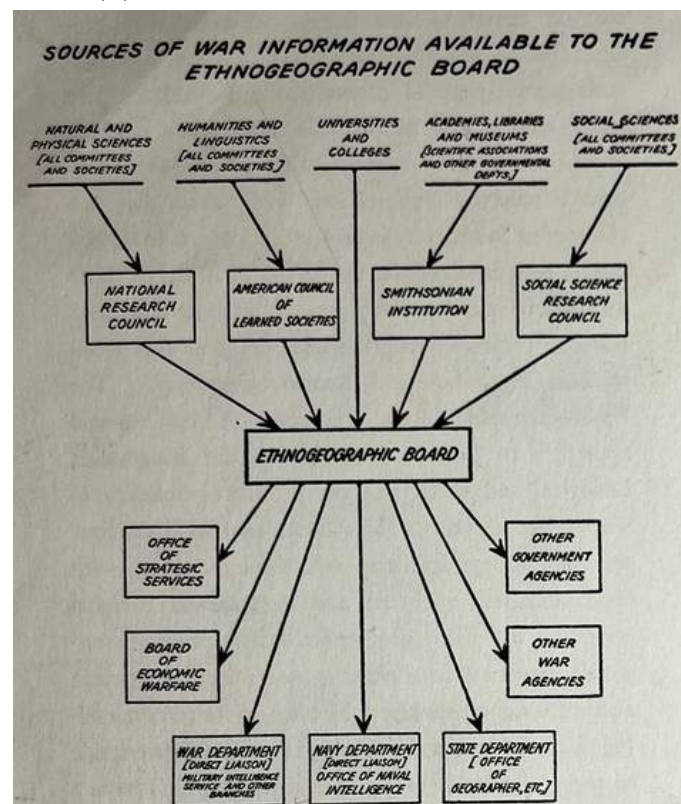 SOURCES OF WAR INFORMATION AVAILABLE TO THE
ETHNOGEOGRAPHIC BOARD
NATURAL AND
PHYSICAL SCIENCES
[ALL COMMITTEES
AND SOCIETIES]
HUMANITIES AND
LINGUISTICS
[ALL COMMITTEES
AND SOCIETIES,]
UNIVERSITIES
AND
COLLEGES
ACADEMIES, LIBRARIES
AND MUSEUMS
[SCIENTIFIC ASSOCIATIONS
AND OTHER GOVERNMENTAL
DEPTS.]
SOCIAL SCIENCES
[ALL COMMITTEES
AND SOCIETIES]
NATIONAL
RESEARCH
COUNCIL
AMERICAN COUNCIL
OF
LEARNED SOCIETIES
SMITHSONIAN
INSTITUTION
SOCIAL SCIENCE
RESEARCH
COUNCIL
ETHNOGEOGRAPHIC BOARD
OFFICE
OF
STRATEGIC
SERVICES
OTHER
GOVERNMENT
AGENCIES
BOARD
OF
ECONOMIC
WARFARE
OTHER
WAR
AGENCIES
WAR DEPARTMENT
[DIRECT LIAISON]
MILITARY INTELLIGENCE
SERVICE AND OTHER
BRANCHES
NAVY DEPARTMENT
[DIRECT LIAISON]
OFFICE OF NAVAL
INTELLIGENCE
STATE DEPARTMENT
[OFFICE
OF
GEOGRAPHER, ETC.]